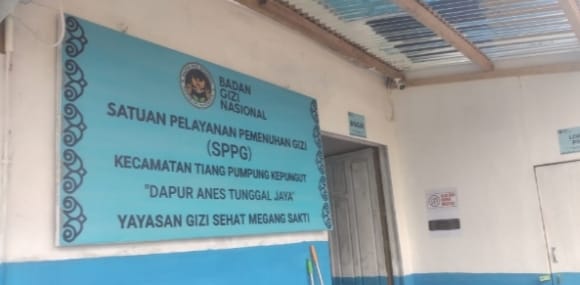 BADAN
GIZI
NASIONAL
SATUAN PELAYANAN PEMENUHAN GIZI
(SPPG)
KECAMATAN TIANG PUMPUNG KEPUNGUT
"DAPUR ANES TUNGGAL JAYA"
YAYASAN GIZI SEHAT MEGANG SAKTI